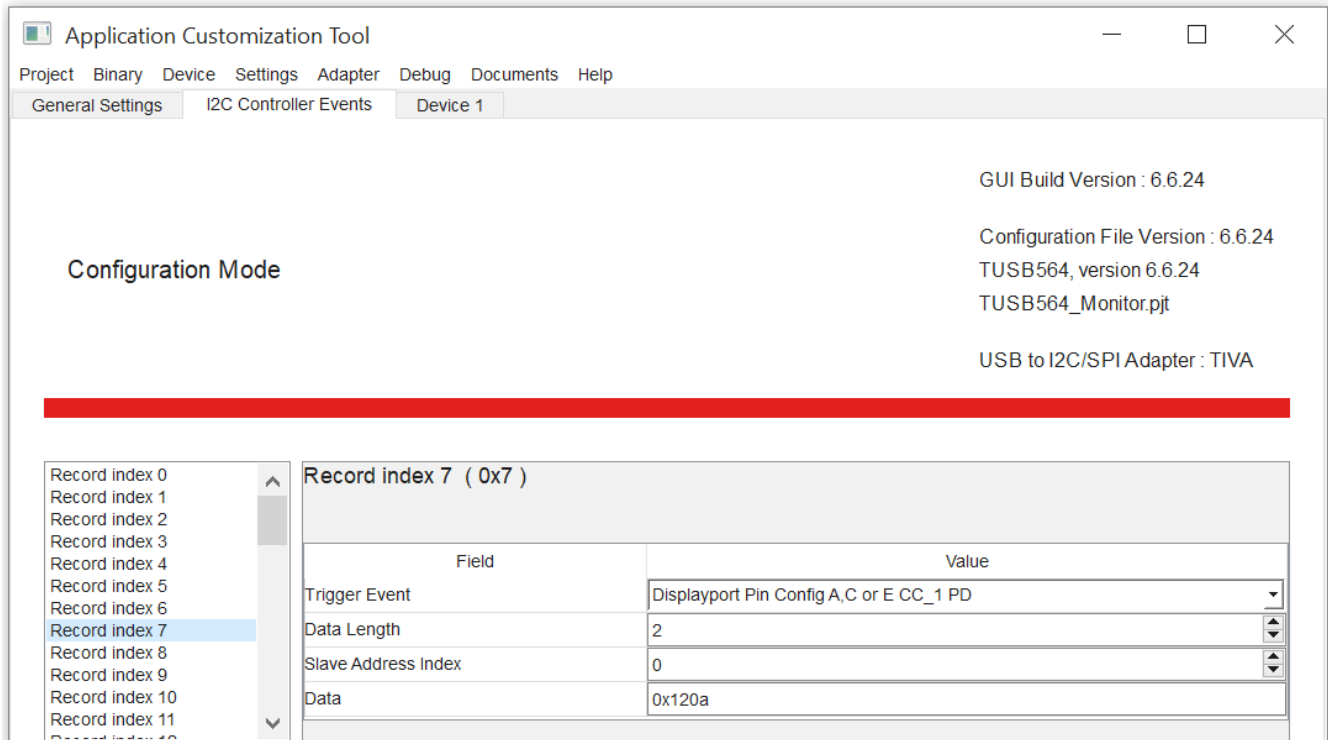 Application Customization Tool
Project Binary Device Settings Adapter Debug Documents Help
General Settings I2C Controller Events Device 1
GUI Build Version : 6.6.24
Configuration File Version : 6.6.24
Configuration Mode
TUSB564, version 6.6.24
TUSB564_Monitor.pjt
USB to I2C/SPI Adapter : TIVA
Record index 0
Record index 1
Record index 2
Record index 3
Record index 4
Record index 5
Record index 6
Record index 7
Record index 8
Record index 9
Record index 10
Record index 11
Record index 7 ( 0x7 )
Field Value
Trigger Event Displayport Pin Config A,C or E CC_1 PD
Data Length 2
Slave Address Index 0
Data 0x120a